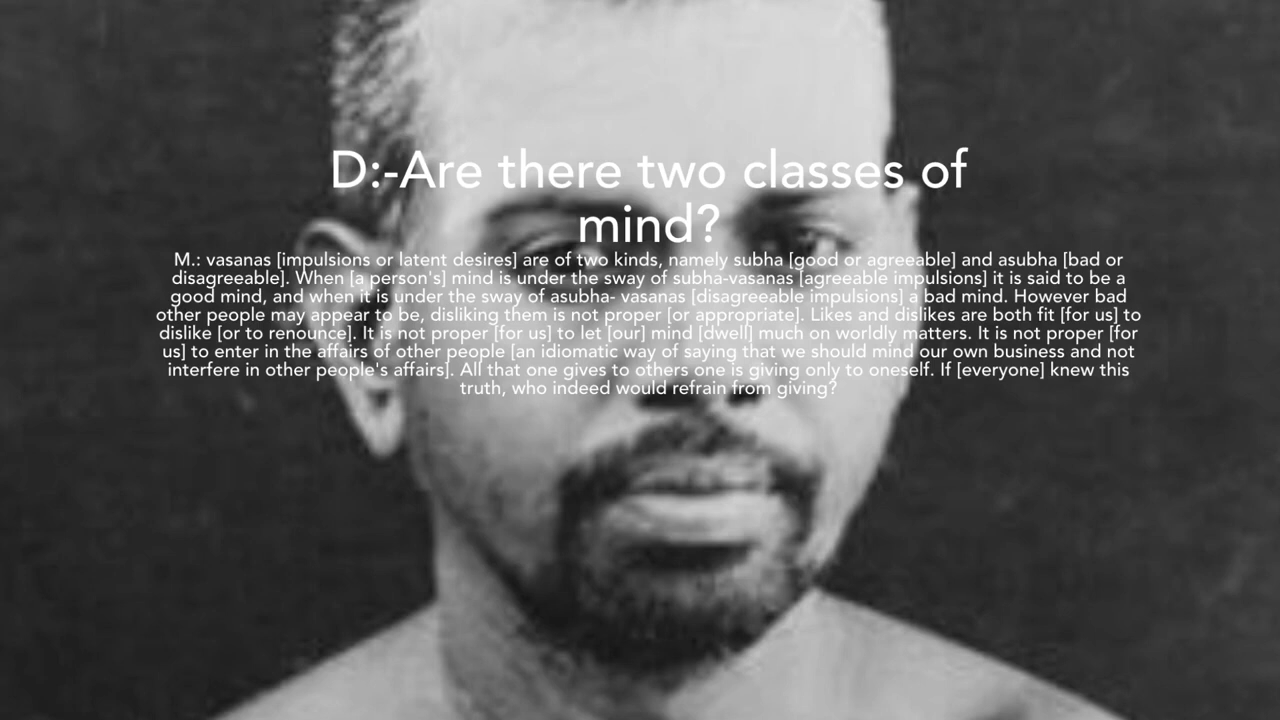 D:-Are there two classes of
mind?
M.: vasanas [impulsions or latent desires] are of two kinds, namely subha [good or agreeable] and asubha [bad or
disagreeable]. When [a person's] mind is under the sway of subha-vasanas [agreeable impulsions] it is said to be a
good mind, and when it is under the sway of asubha- vasanas [disagreeable impulsions] a bad mind. However bad
other people may appear to be, disliking them is not proper [or appropriate]. Likes and dislikes are both fit [for us] to
dislike [or to renounce]. It is not proper [for us] to let [our] mind [dwell] much on worldly matters. It is not proper [for
us] to enter in the affairs of other people [an idiomatic way of saying that we should mind our own business and not
interfere in other people's affairs]. All that one gives to others one is giving only to oneself. If [everyone] knew this
truth, who indeed would refrain from giving?